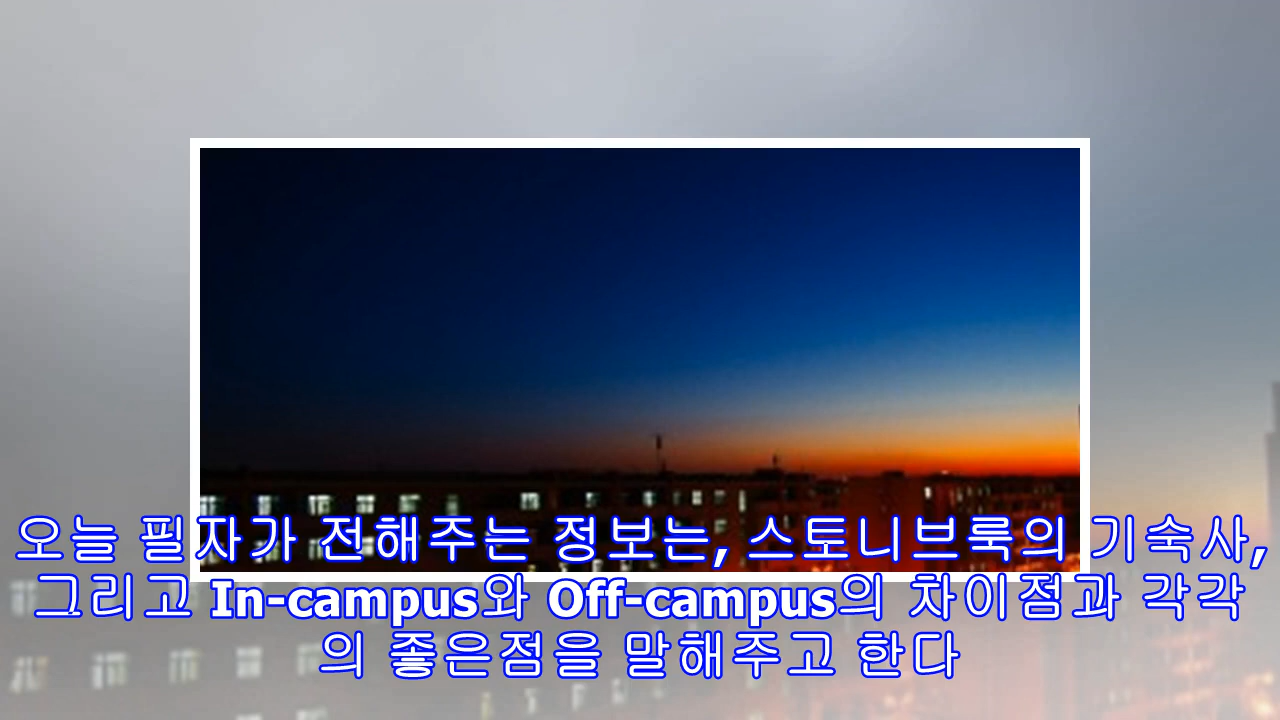 오늘 필자가 전해주는 정보는, 스토니브룩의 기숙사,
그리고 In-campus와 Off-campus의 차이점과 각각
의 좋은점을 말해주고 한다